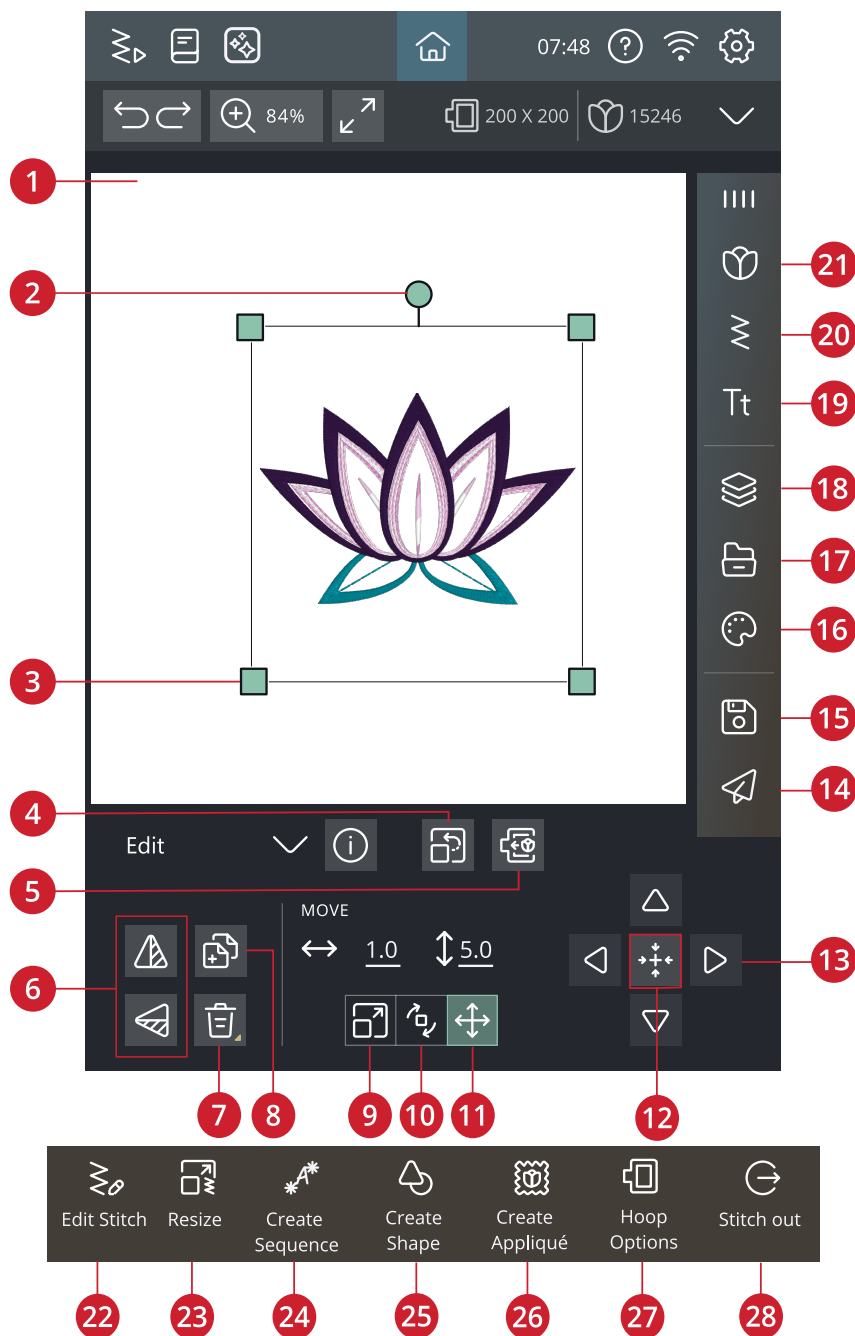 07:48
84%
200 X 200
15246
1
2
21
20
Tt
19
18
3
17
16
15
14
4
Edit
5
MOVE
1.0
5.0
13
6
7
8
9
10
11
12
Edit Stitch
Resize
Create
Sequence
Create
Shape
Create
Appliqué
Hoop
Options
Stitch out
22
23
24
25
26
27
28